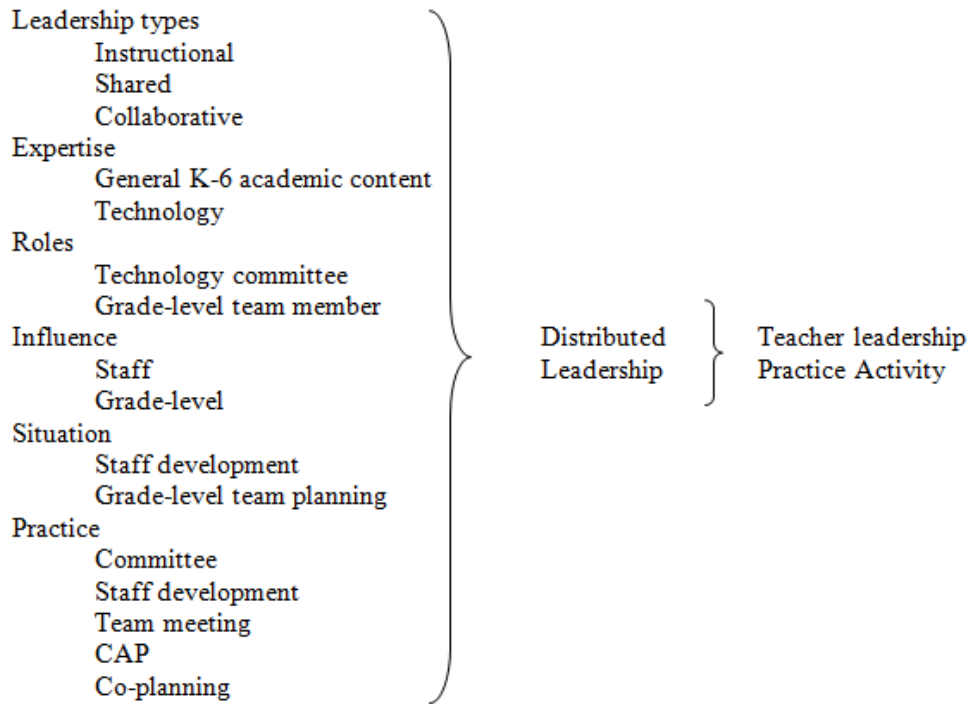 Leadership types
Instructional
Shared
Collaborative
Expertise
General K-6 academic content
Technology
Roles
Technology committee
Grade-level team member
Influence
Staff
Grade-level
Situation
Staff development
Grade-level team planning
Practice
Committee
Staff development
Team meeting
CAP
Co-planning
Distributed
Leadership
Teacher leadership
Practice Activity